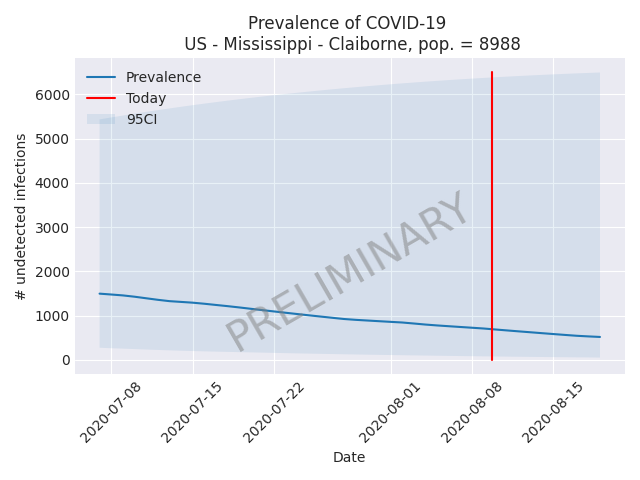 Prevalence of COVID-19
US - Mississippi - Claiborne, pop. = 8988
Prevalence
Today
95CI
6000
5000
4000
3000
2000
1000
0
# undetected infections
PRELIMINARY
2020-07-08
2020-07-15
2020-07-22
2020-08-01
2020-08-08
2020-08-15
Date